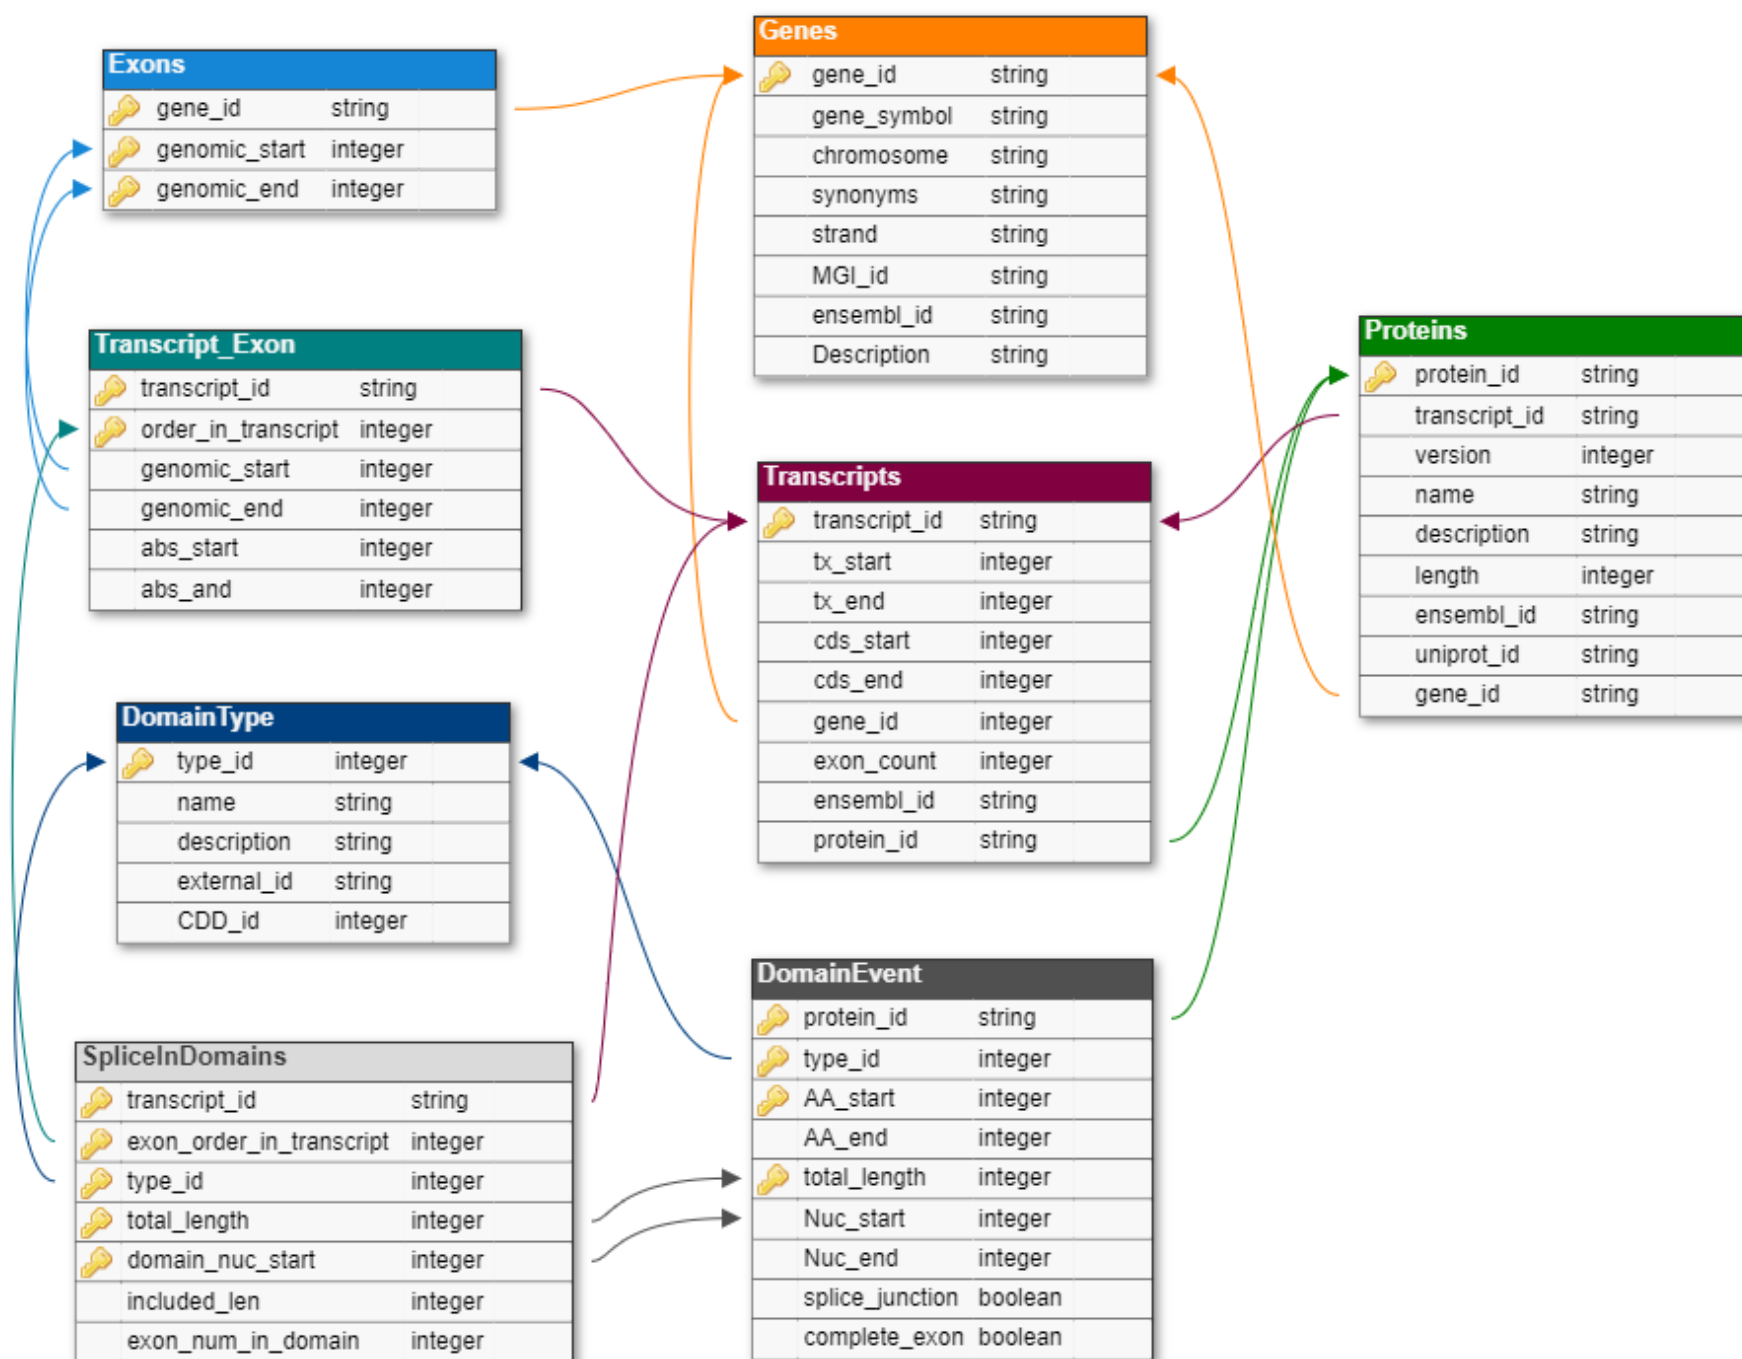 Exons
gene_id string
genomic_start integer
genomic_end integer
Genes
gene_id string
gene_symbol string
chromosome string
synonyms string
strand string
MGI_id string
ensembl_id string
Description string
Transcript_Exon
transcript_id string
order_in_transcript integer
genomic_start integer
genomic_end integer
abs_start integer
abs_and integer
Proteins
protein_id string
transcript_id string
version integer
name string
description string
length integer
ensembl_id string
uniprot_id string
gene_id string
Transcripts
transcript_id string
tx_start integer
tx_end integer
cds_start integer
cds_end integer
gene_id integer
exon_count integer
ensembl_id string
protein_id string
DomainType
type_id integer
name string
description string
external_id string
CDD_id integer
DomainEvent
protein_id string
type_id integer
AA_start integer
AA_end integer
total_length integer
Nuc_start integer
Nuc_end integer
splice_junction boolean
complete_exon boolean
SpliceInDomains
transcript_id string
exon_order_in_transcript integer
type_id integer
total_length integer
domain_nuc_start integer
included_len integer
exon_num_in_domain integer